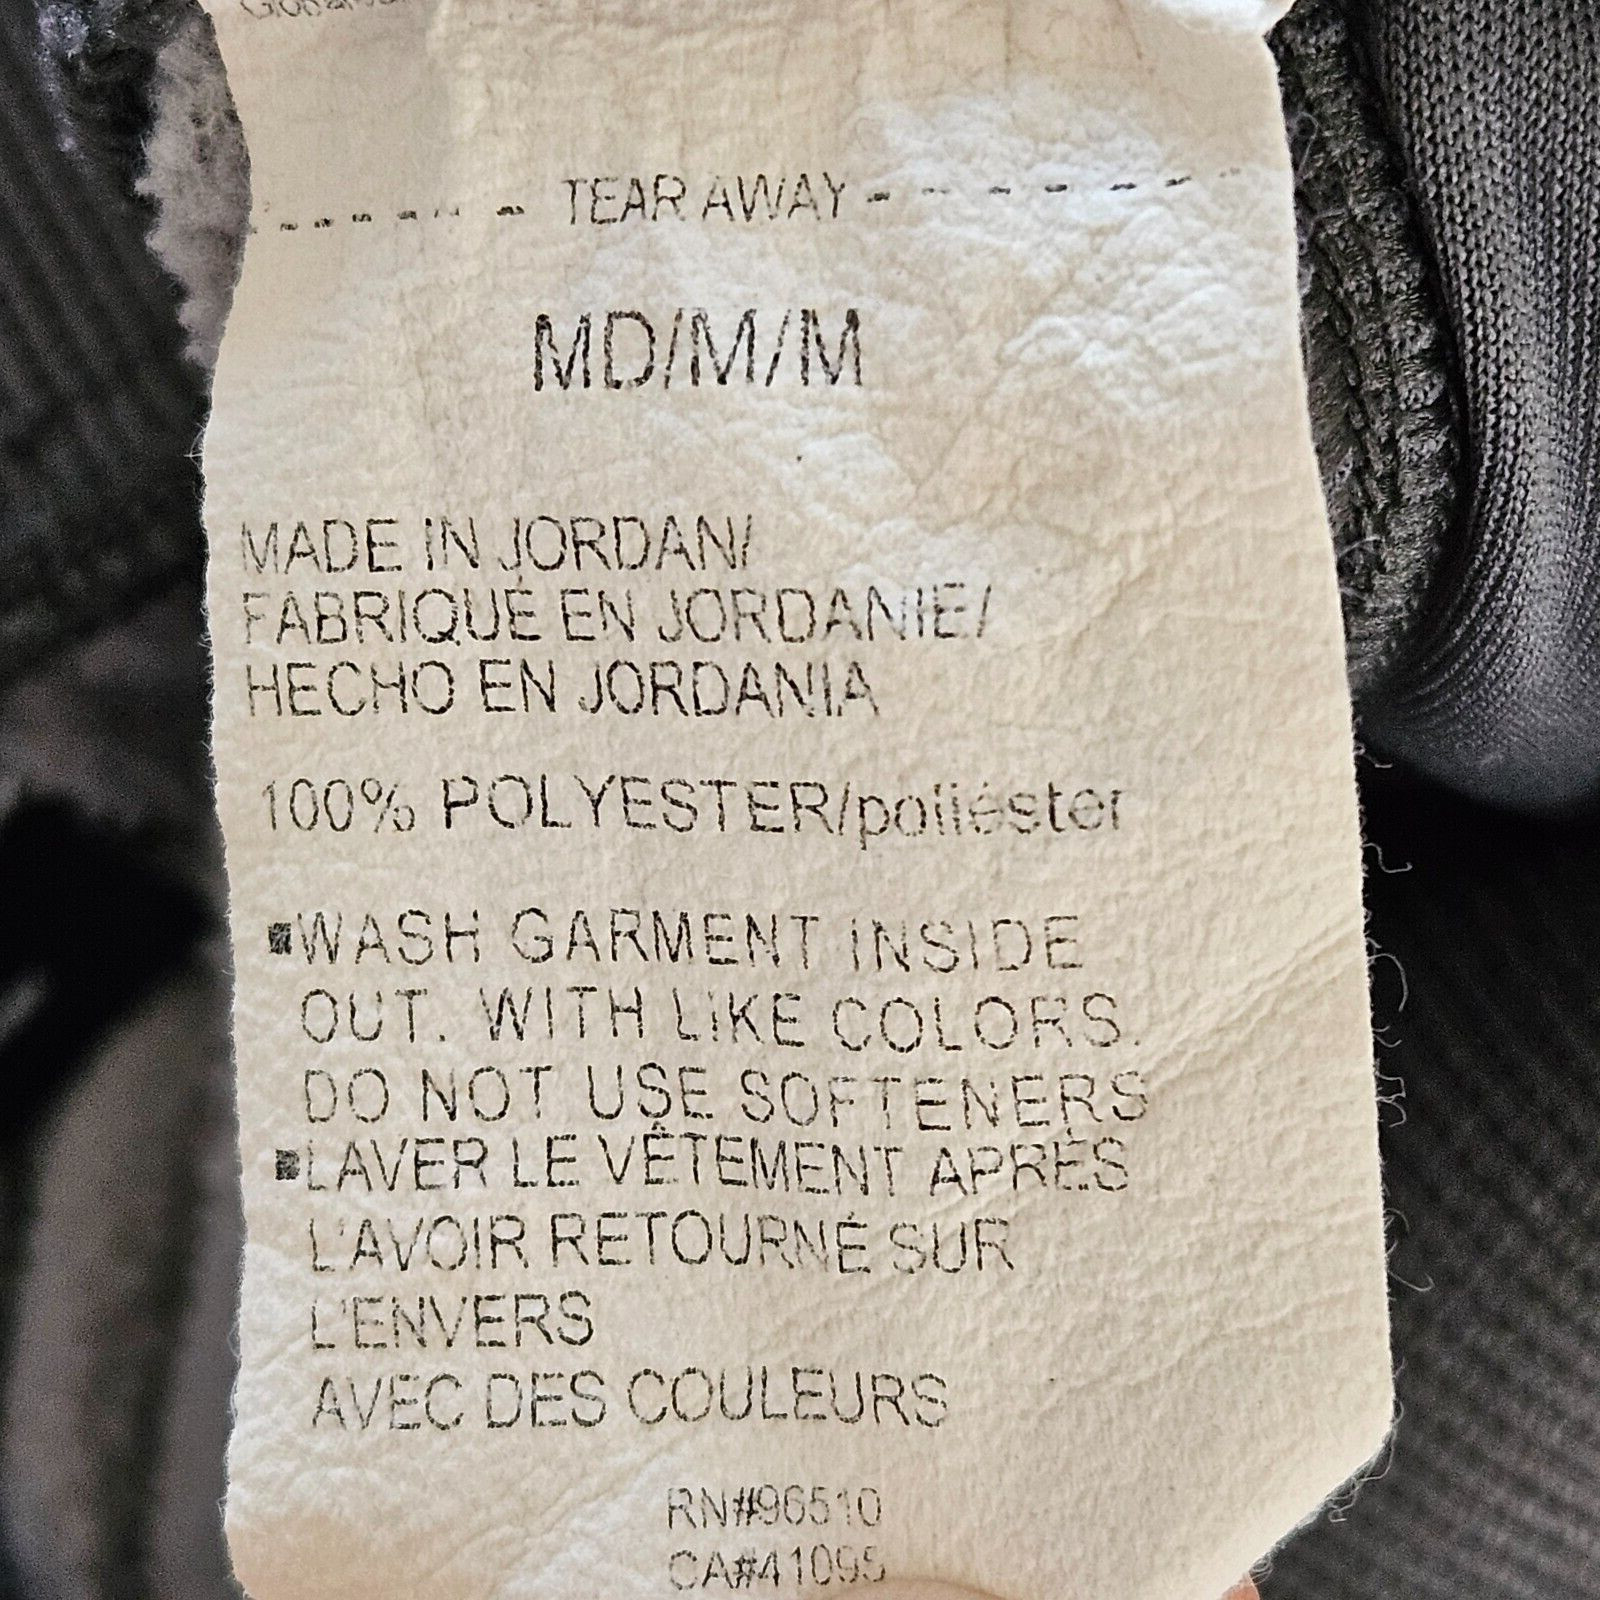 TEAR AWAY
MD/M/M
MADE IN JORDAN/
FABRIQUÉ EN JORDANIE/
HECHO EN JORDANIA
100% POLYESTER/poliéster
WASH GARMENT INSIDE
OUT. WITH LIKE COLORS.
DO NOT USE SOFTENERS
LAVER LE VÊTEMENT APRÈS
L'AVOIR RETOURNÉ SUR
L'ENVERS
AVEC DES COULEURS
RN#96510
CA#41095